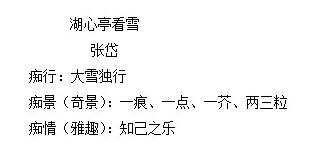 湖心亭看雪
张岱
痴行：大雪独行
痴景（奇景）：一痕、一点、一芥、两三粒
痴情（雅趣）：知己之乐